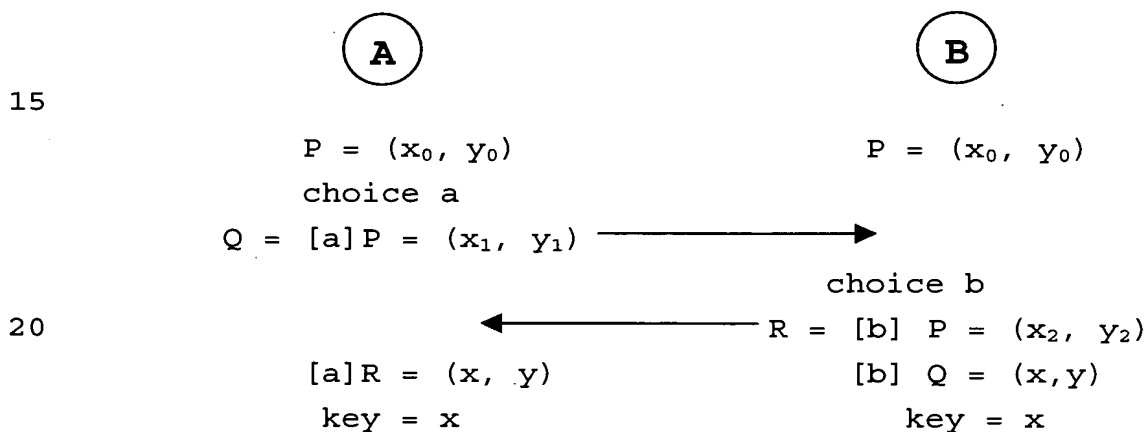 A B
15
P = (x₀, y₀) P = (x₀, y₀)
choice a
Q = [a]P = (x₁, y₁)
choice b
20 R = [b] P = (x₂, y₂)
[a]R = (x, y) [b] Q = (x,y)
key = x key = x